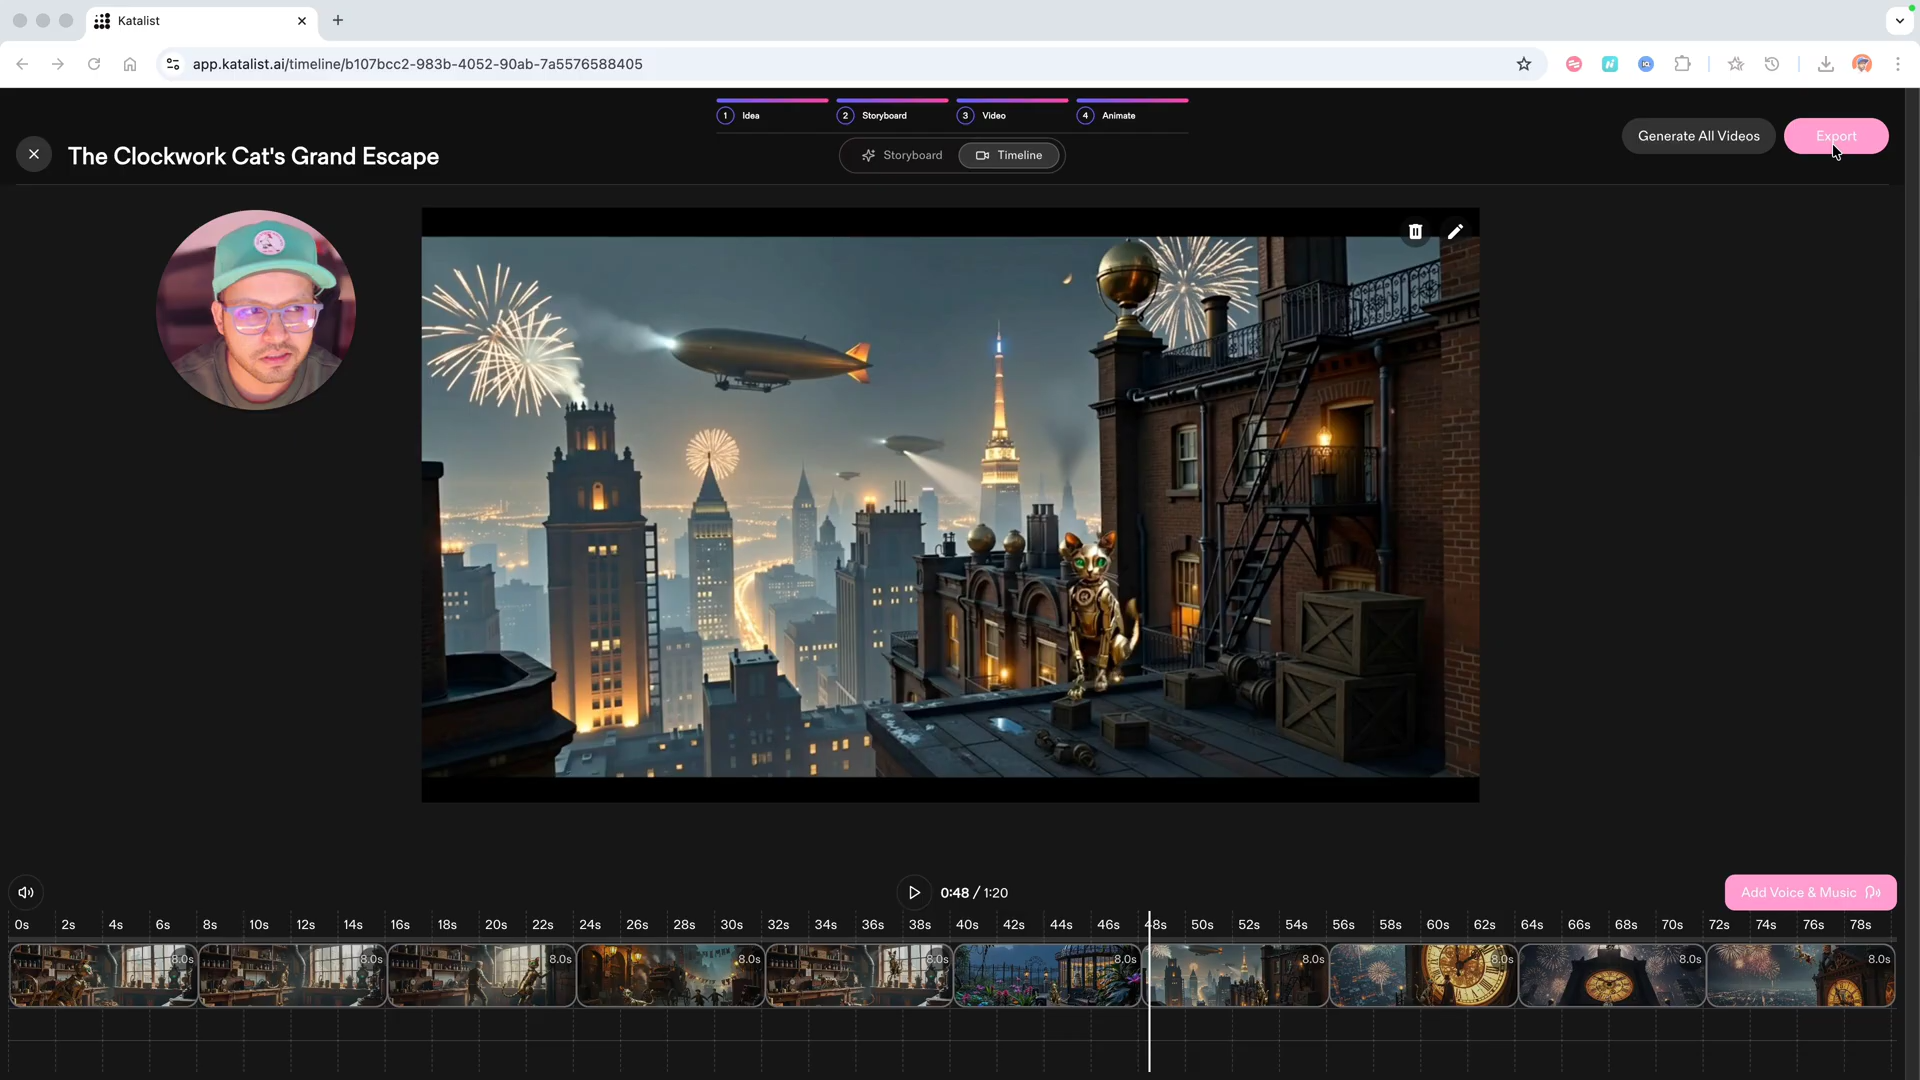 Katalist
app.katalist.ai/timeline/b107bcc2-983b-4052-90ab-7a5576588405
1 Idea
2 Storyboard
3 Video
4 Animate
The Clockwork Cat's Grand Escape
Storyboard
Timeline
Generate All Videos
Export
0:48 / 1:20
Add Voice & Music
0s 2s 4s 6s 8s 10s 12s 14s 16s 18s 20s 22s 24s 26s 28s 30s 32s 34s 36s 38s 40s 42s 44s 46s 48s 50s 52s 54s 56s 58s 60s 62s 64s 66s 68s 70s 72s 74s 76s 78s
8.0s 8.0s 8.0s 8.0s 8.0s 8.0s 8.0s 8.0s 8.0s 8.0s